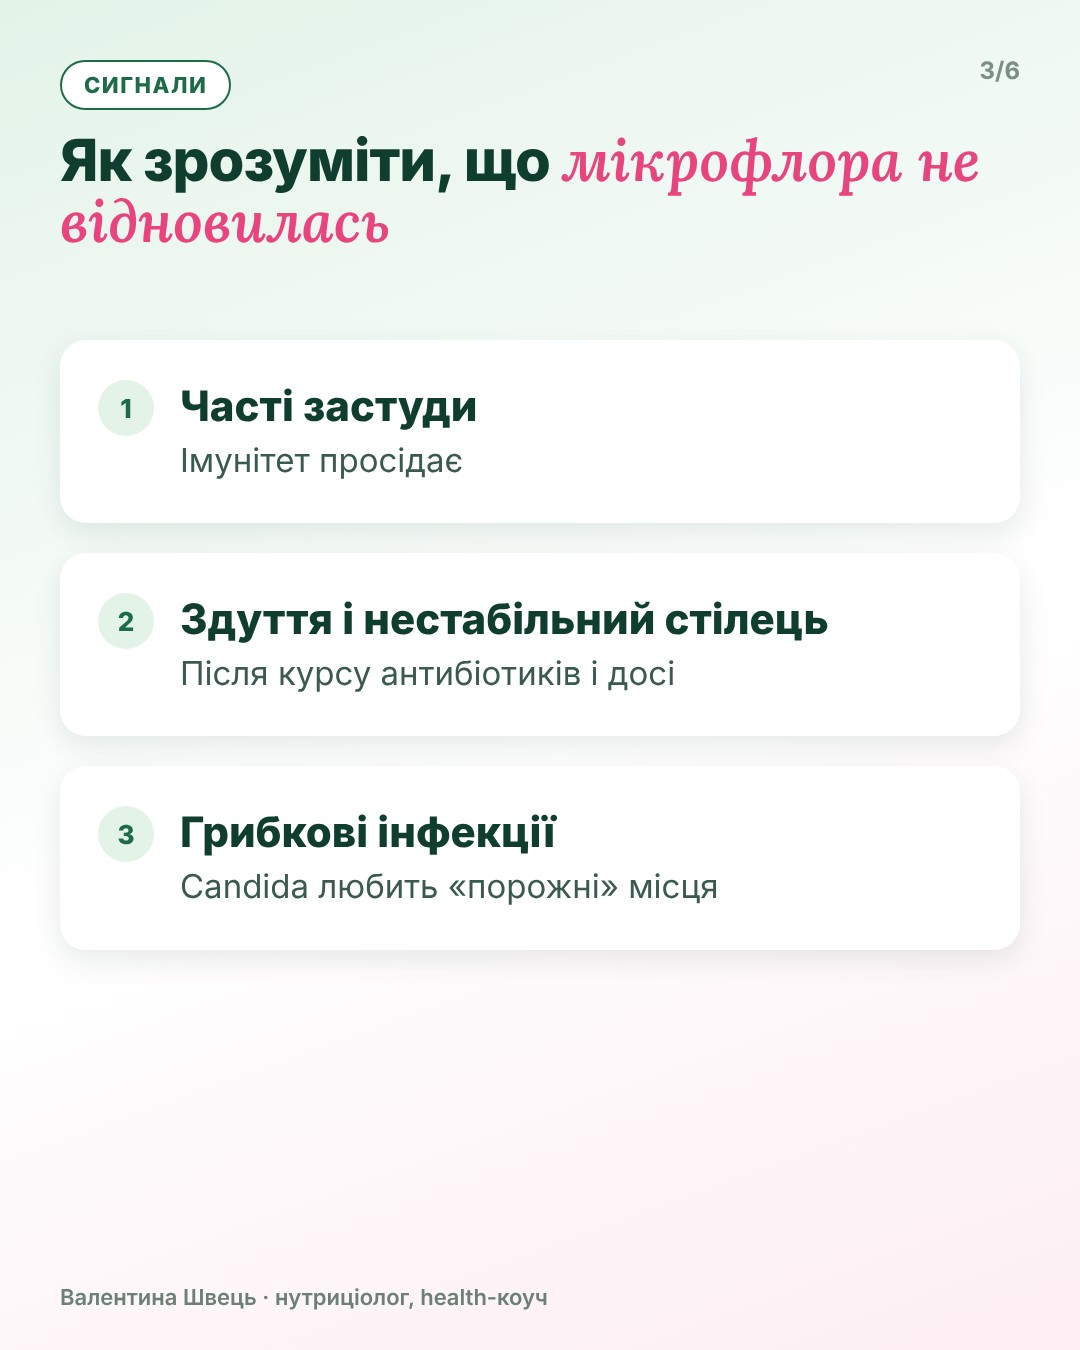 СИГНАЛИ
3/6
Як зрозуміти, що мікрофлора не
відновилась
1
Часті застуди
Імунітет просідає
2
Здуття і нестабільний стілець
Після курсу антибіотиків і досі
3
Грибкові інфекції
Candida любить «порожні» місця
Валентина Швець · нутриціолог, health-коуч